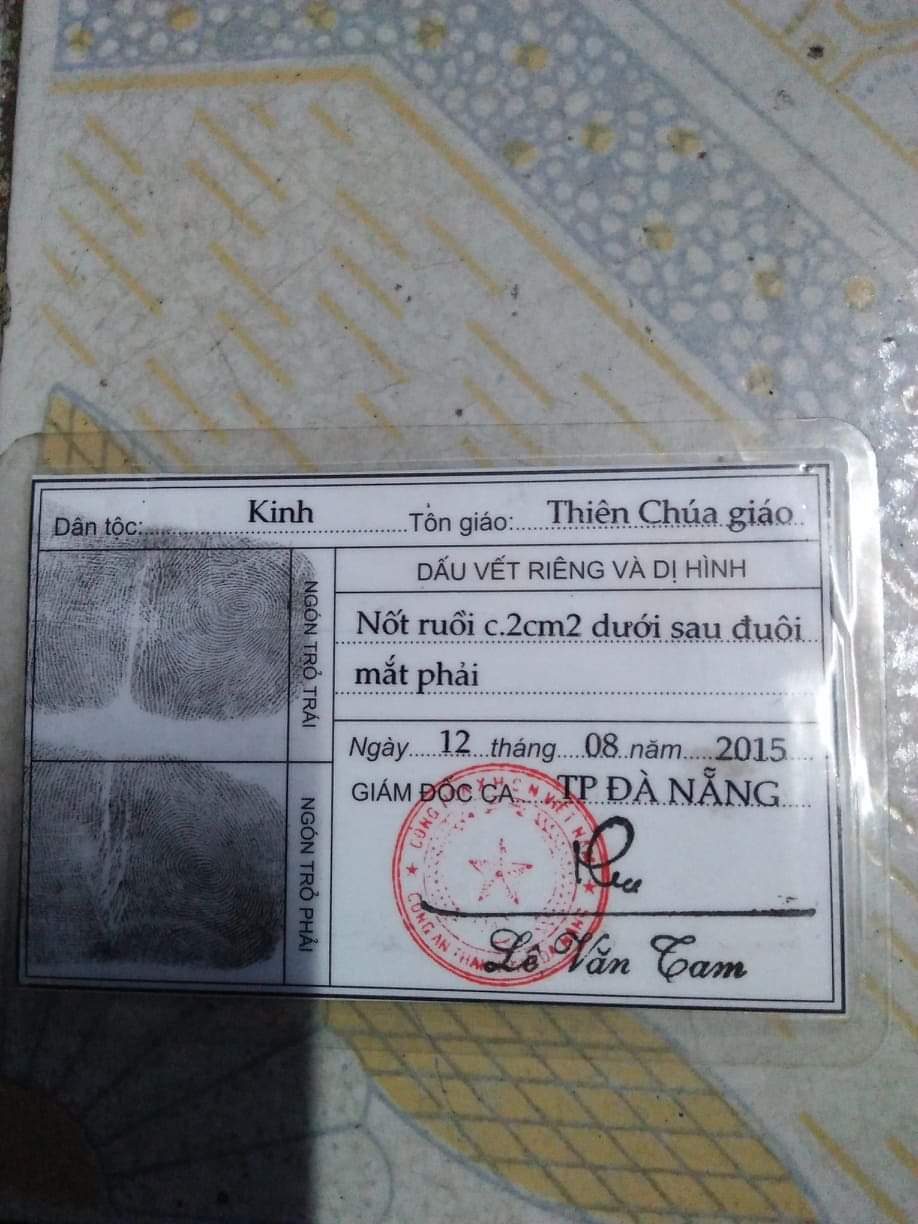 Dân tộc: Kinh Tôn giáo: Thiên Chúa giáo
NGÓN TRỎ TRÁI
DẤU VẾT RIÊNG VÀ DỊ HÌNH
Nốt ruồi c.2cm2 dưới sau đuôi
mắt phải
NGÓN TRỎ PHẢI
Ngày 12 tháng 08 năm 2015
GIÁM ĐỐC CA TP ĐÀ NẴNG
CÔNG AN
Lê Văn Tam